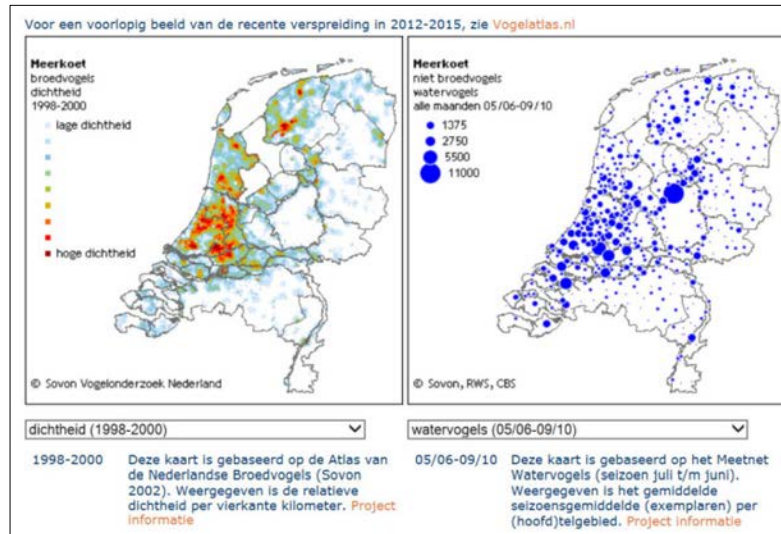 Voor een voorlopig beeld van de recente verspreiding in 2012-2015, zie Vogelatlas.nl
Meerkoet
broedvogels
dichtheid
1998-2000
lage dichtheid
hoge dichtheid
© Sovon Vogelonderzoek Nederland
Meerkoet
niet broedvogels
watervogels
alle maanden 05/06-09/10
1375
2750
5500
11000
© Sovon, RWS, CBS
dichtheid (1998-2000)
watervogels (05/06-09/10)
1998-2000
Deze kaart is gebaseerd op de Atlas van
de Nederlandse Broedvogels (Sovon
2002). Weergegeven is de relatieve
dichtheid per vierkante kilometer. Project
informatie
05/06-09/10
Deze kaart is gebaseerd op het Meetnet
Watervogels (seizoen juli t/m juni).
Weergegeven is het gemiddelde
seizoensgemiddelde (exemplaren) per
(hoofd)telgebied. Project informatie